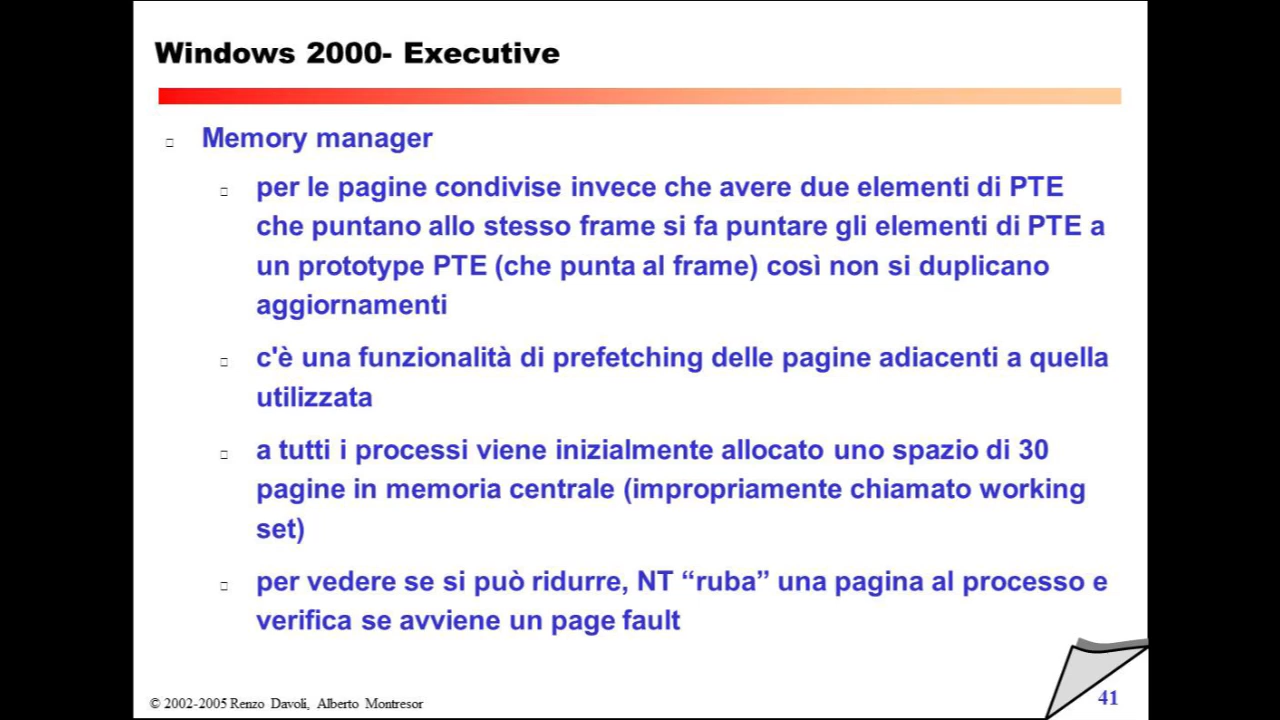 Windows 2000- Executive
Memory manager
per le pagine condivise invece che avere due elementi di PTE
che puntano allo stesso frame si fa puntare gli elementi di PTE a
un prototype PTE (che punta al frame) così non si duplicano
aggiornamenti
c'è una funzionalità di prefetching delle pagine adiacenti a quella
utilizzata
a tutti i processi viene inizialmente allocato uno spazio di 30
pagine in memoria centrale (impropriamente chiamato working
set)
per vedere se si può ridurre, NT “ruba” una pagina al processo e
verifica se avviene un page fault
© 2002-2005 Renzo Davoli, Alberto Montresor
41